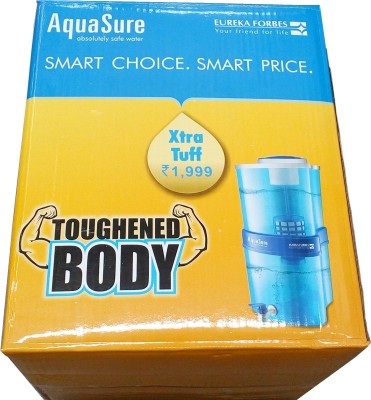 AquaSure
absolutely safe water
EUREKA FORBES
Your friend for life
SMART CHOICE. SMART PRICE.
Xtra
Tuff
₹1,999
TOUGHENED
BODY